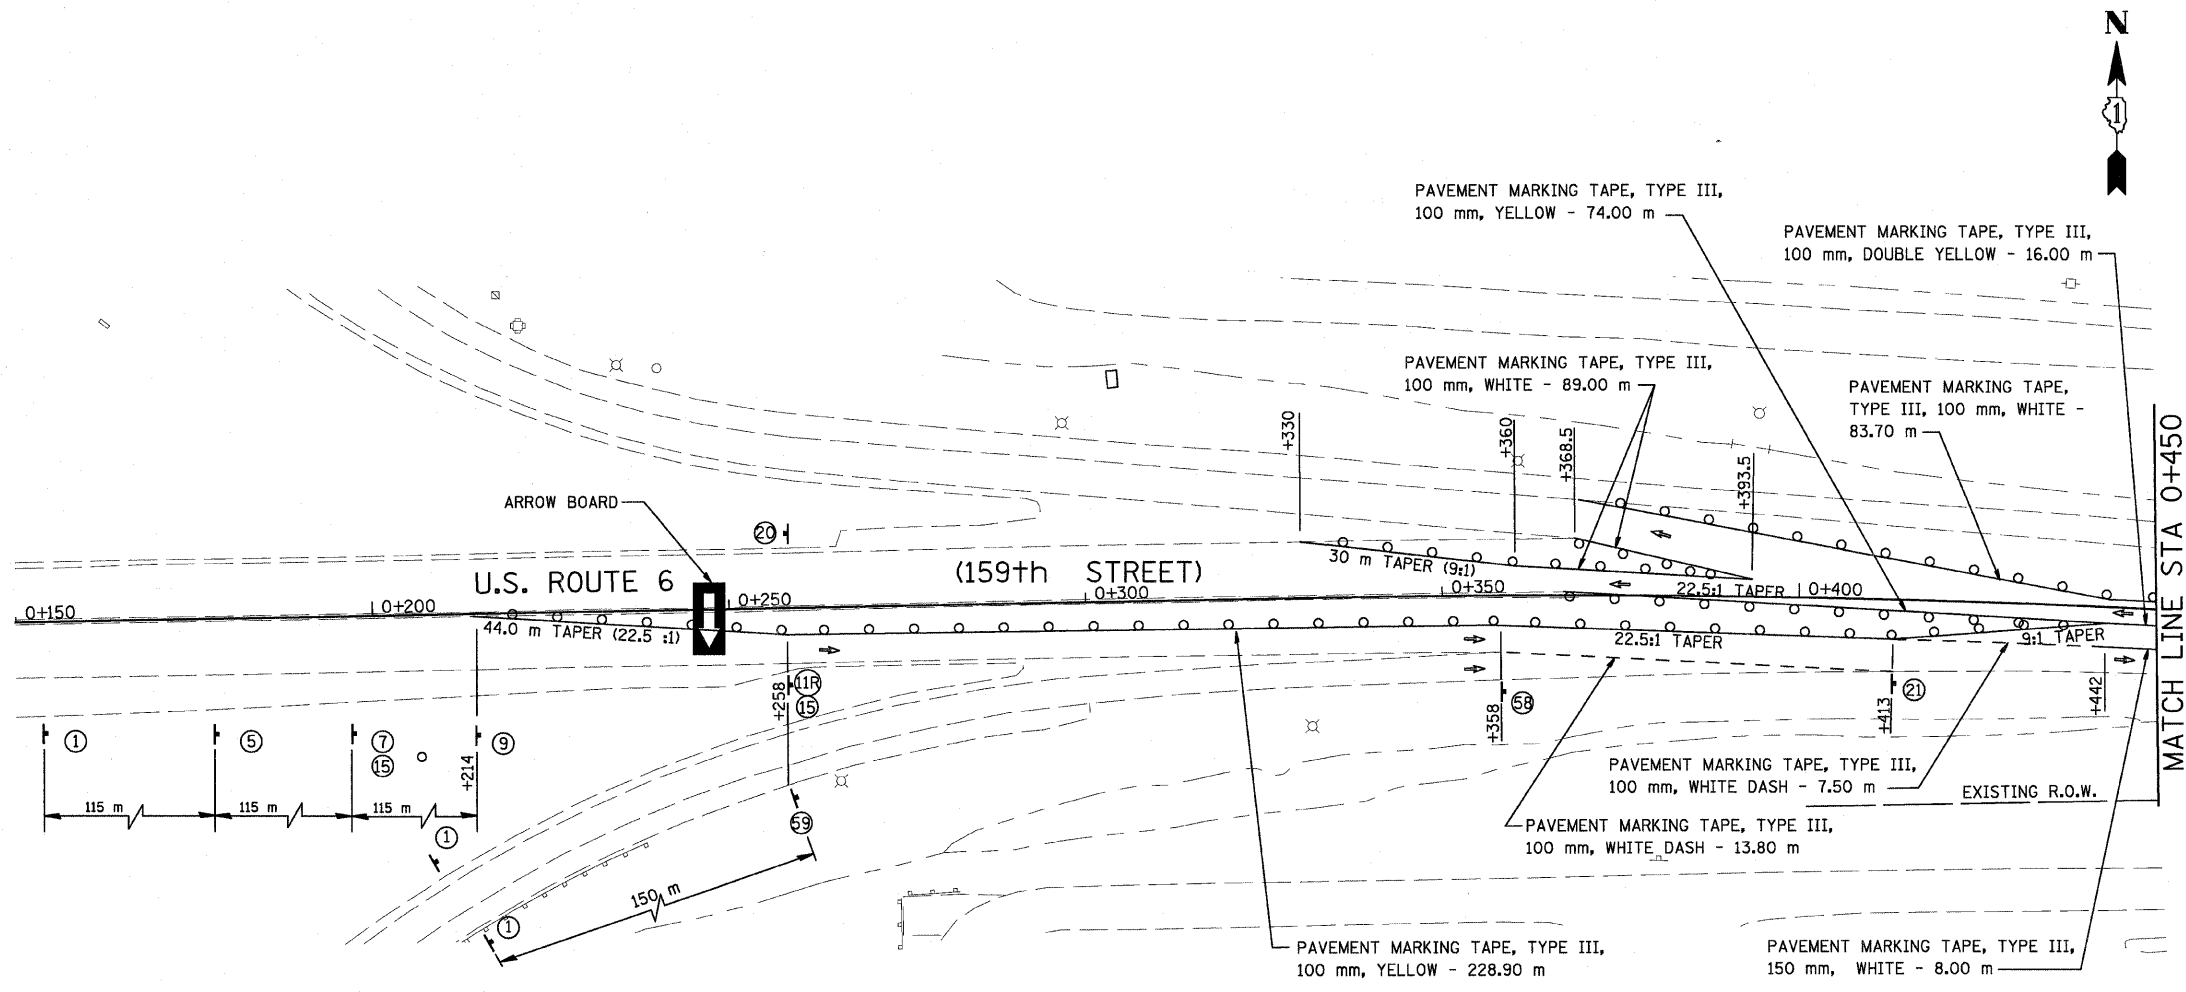 N
1
PAVEMENT MARKING TAPE, TYPE III,
100 mm, YELLOW - 74.00 m
PAVEMENT MARKING TAPE, TYPE III,
100 mm, DOUBLE YELLOW - 16.00 m
PAVEMENT MARKING TAPE, TYPE III,
100 mm, WHITE - 89.00 m
PAVEMENT MARKING TAPE,
TYPE III, 100 mm, WHITE -
83.70 m
+330
+360
+368.5
+393.5
MATCH LINE STA 0+450
ARROW BOARD
20
U.S. ROUTE 6
(159th STREET)
30 m TAPER (9:1)
22.5:1 TAPER
0+150
0+200
0+250
0+300
0+350
0+400
44.0 m TAPER (22.5 :1)
22.5:1 TAPER
9:1 TAPER
11R
15
+258
58
+358
21
+413
+442
1
5
7
15
9
+214
115 m
115 m
115 m
1
59
150 m
1
PAVEMENT MARKING TAPE, TYPE III,
100 mm, WHITE DASH - 7.50 m
EXISTING R.O.W.
PAVEMENT MARKING TAPE, TYPE III,
100 mm, WHITE DASH - 13.80 m
PAVEMENT MARKING TAPE, TYPE III,
100 mm, YELLOW - 228.90 m
PAVEMENT MARKING TAPE, TYPE III,
150 mm, WHITE - 8.00 m